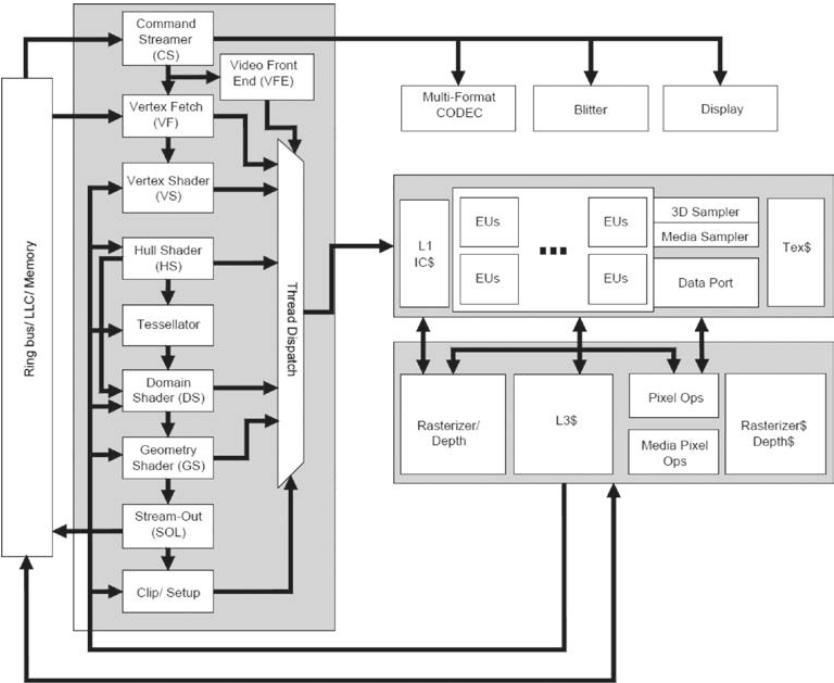 Command
Streamer
(CS)
Video Front
End (VFE)
Vertex Fetch
(VF)
Vertex Shader
(VS)
Hull Shader
(HS)
Tessellator
Domain
Shader (DS)
Geometry
Shader (GS)
Stream-Out
(SOL)
Clip/ Setup
Ring bus/ LLC/ Memory
Thread Dispatch
Multi-Format
CODEC
Blitter
Display
L1
IC$
EUs
EUs
EUs
EUs
3D Sampler
Media Sampler
Data Port
Tex$
Rasterizer/
Depth
L3$
Pixel Ops
Media Pixel
Ops
Rasterizer$
Depth$